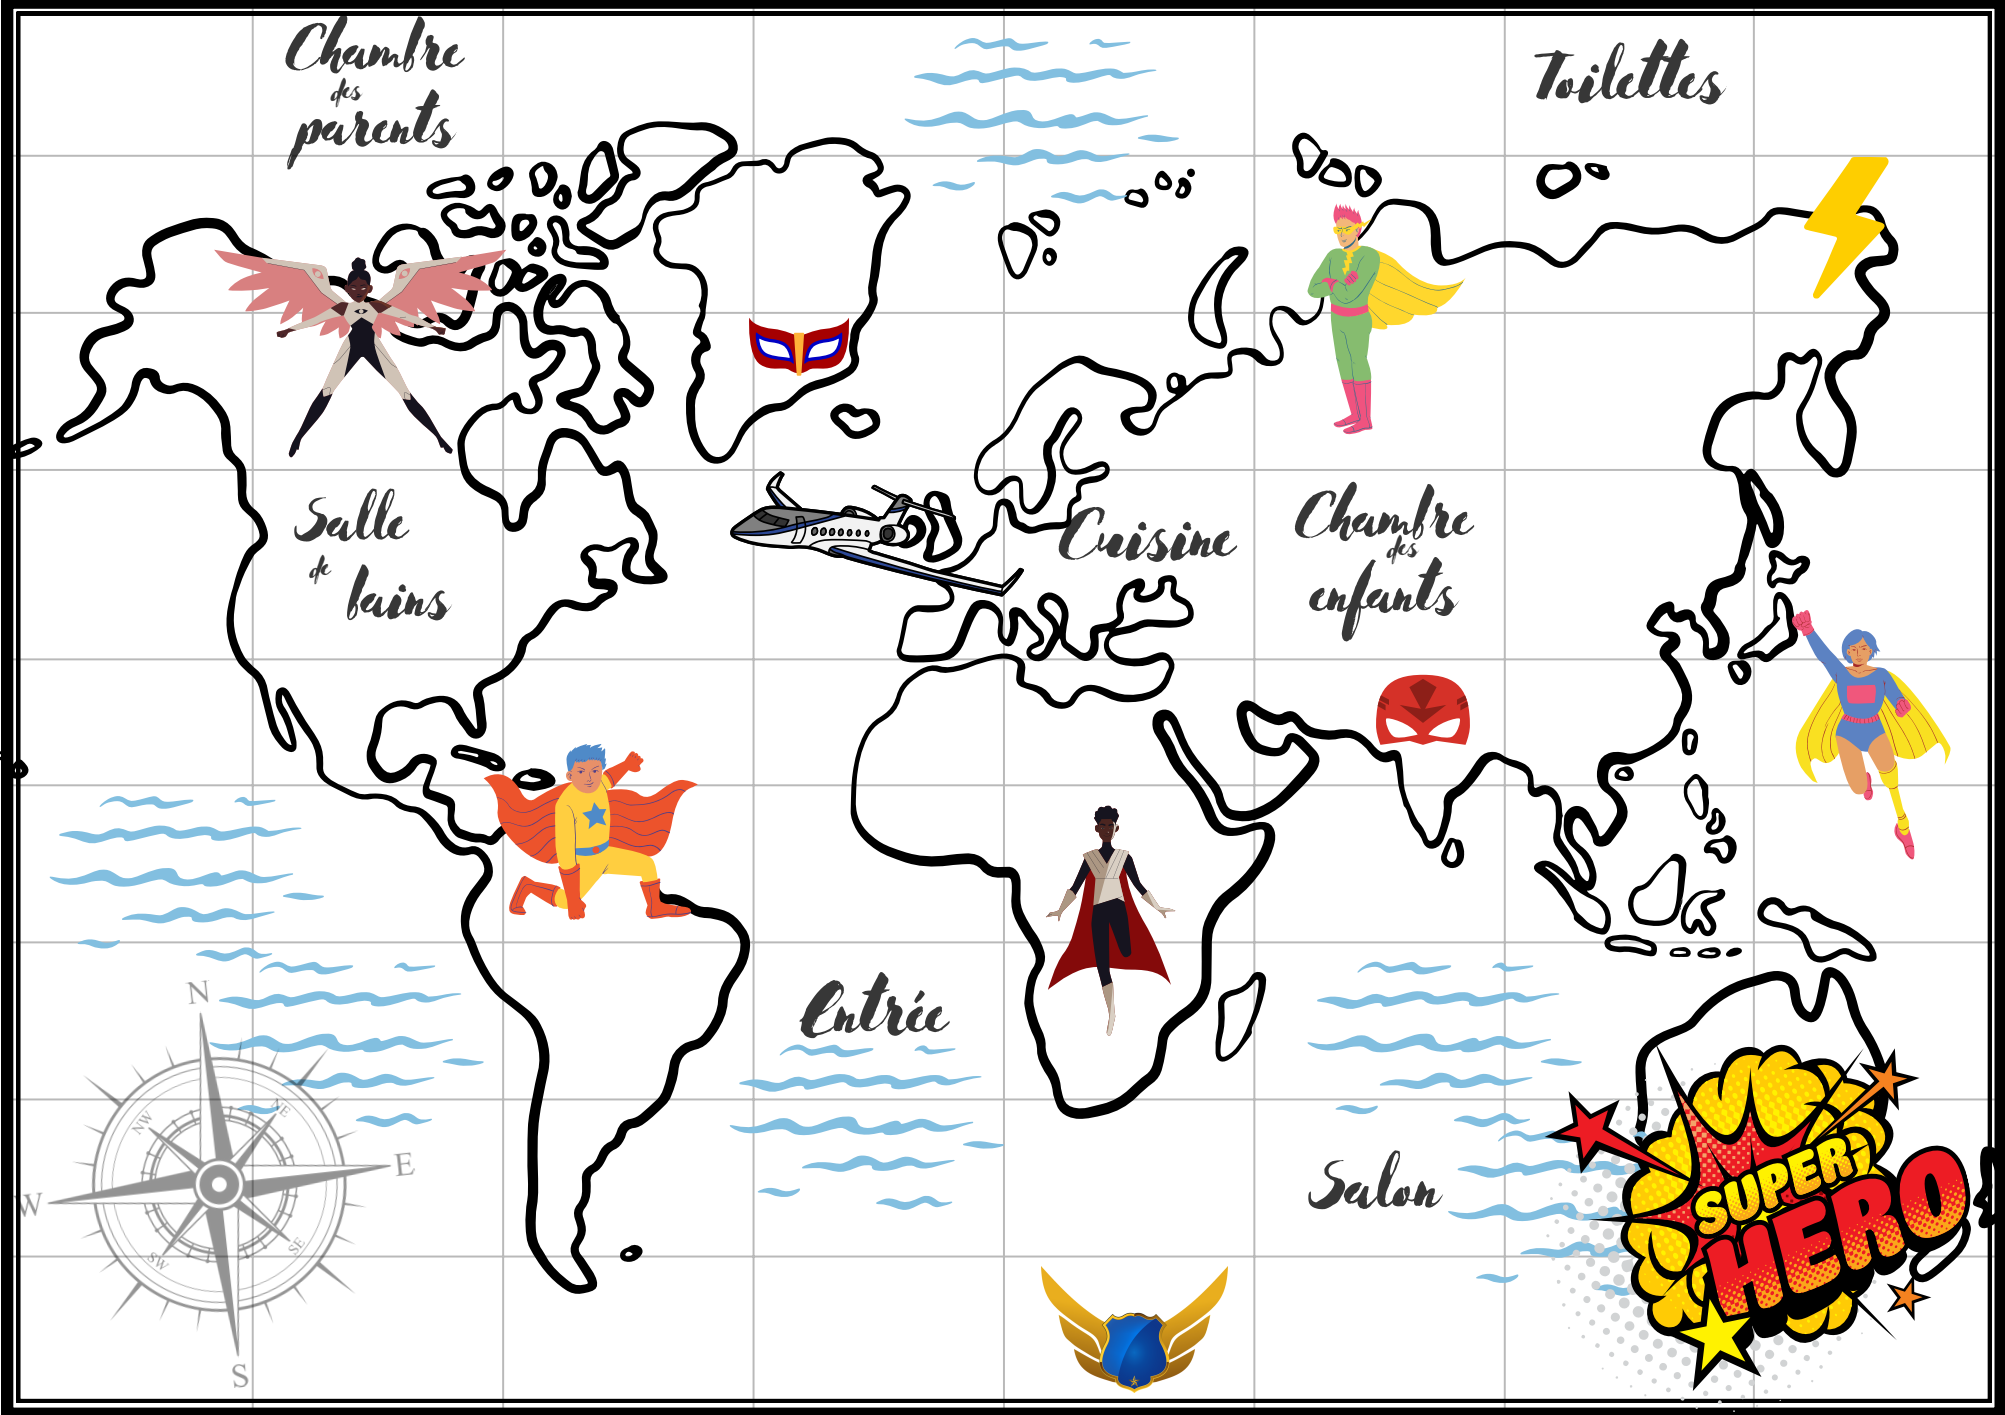 Chambre
des
parents
Toilettes
Salle
de
bains
Cuisine
Chambre
des
enfants
Entrée
Salon
N
NW
NE
W
E
SW
SE
S
SUPER
HERO